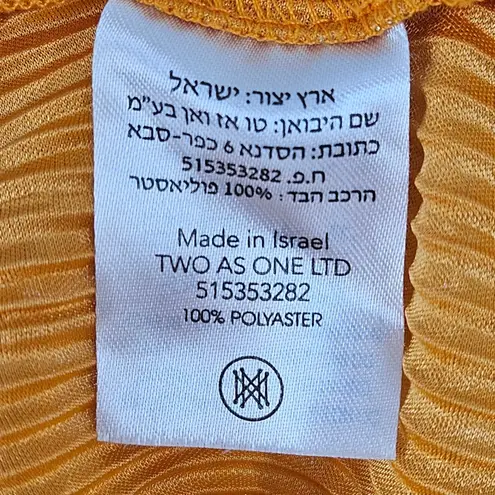 ארץ יצור: ישראל
שם היבואן: טו אז ואן בע"מ
כתובת: הסדנא 6 כפר-סבא
ח.פ. 515353282
הרכב הבד: 100% פוליאסטר
Made in Israel
TWO AS ONE LTD
515353282
100% POLYASTER